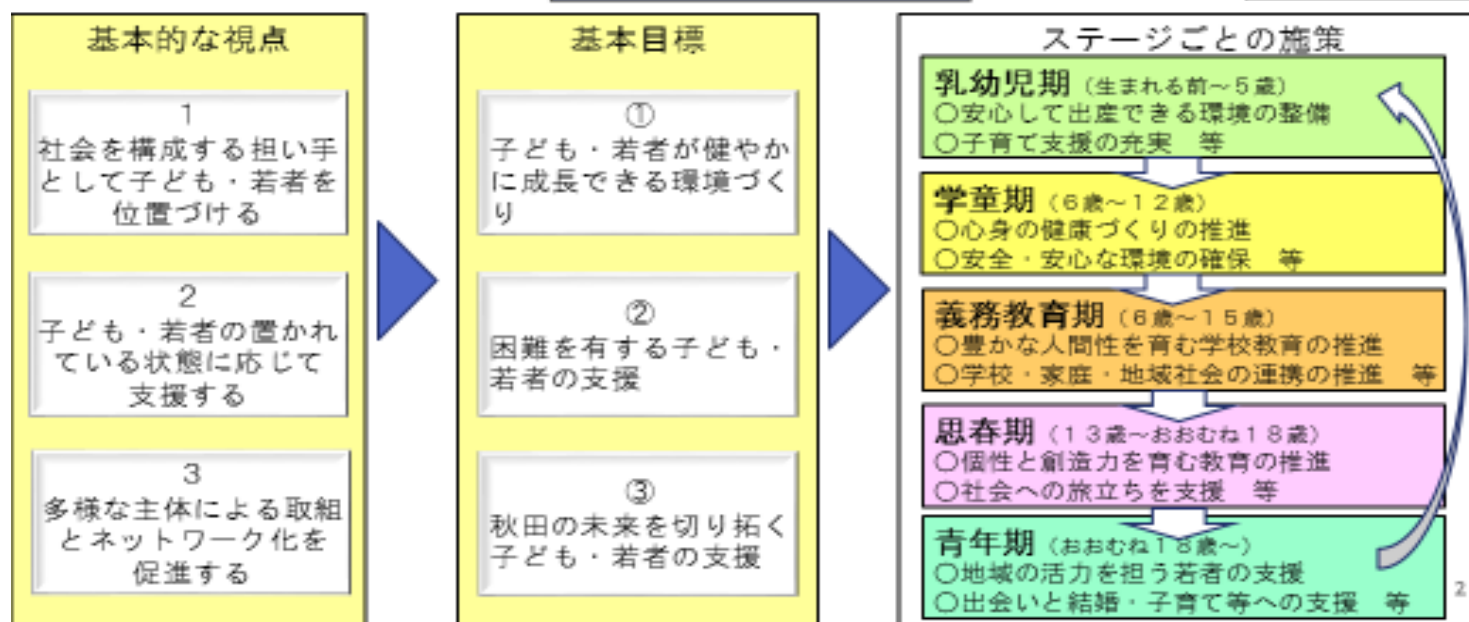 基本的な視点
1
社会を構成する担い手
として子ども・若者を
位置づける
2
子ども・若者の置かれ
ている状態に応じて
支援する
3
多様な主体による取組
とネットワーク化を
促進する
基本目標
①
子ども・若者が健やか
に成長できる環境づく
り
②
困難を有する子ども・
若者の支援
③
秋田の未来を切り拓く
子ども・若者の支援
ステージごとの施策
乳幼児期（生まれる前～５歳）
○安心して出産できる環境の整備
○子育て支援の充実　等
学童期（６歳～１２歳）
○心身の健康づくりの推進
○安全・安心な環境の確保　等
義務教育期（６歳～１５歳）
○豊かな人間性を育む学校教育の推進
○学校・家庭・地域社会の連携の推進　等
思春期（１３歳～おおむね１８歳）
○個性と創造力を育む教育の推進
○社会への旅立ちを支援　等
青年期（おおむね１８歳～）
○地域の活力を担う若者の支援
○出会いと結婚・子育て等への支援　等
2